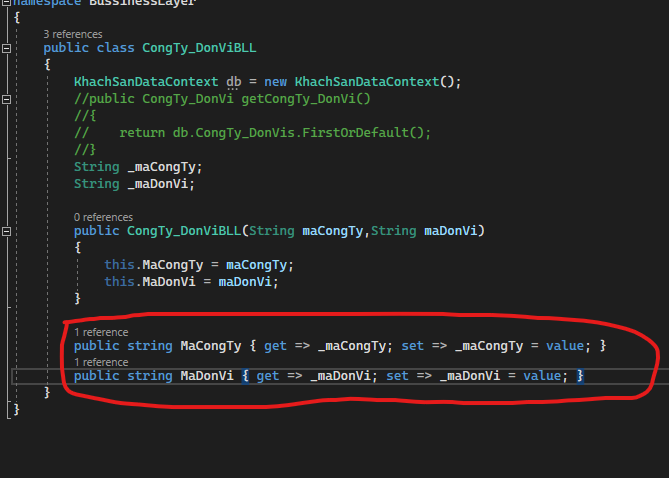 namespace BussinessLayer
{
3 references
public class CongTy_DonViBLL
{
KhachSanDataContext db = new KhachSanDataContext();
//public CongTy_DonVi getCongTy_DonVi()
//{
//    return db.CongTy_DonVis.FirstOrDefault();
//}
String _maCongTy;
String _maDonVi;
0 references
public CongTy_DonViBLL(String maCongTy,String maDonVi)
{
this.MaCongTy = maCongTy;
this.MaDonVi = maDonVi;
}
1 reference
public string MaCongTy { get => _maCongTy; set => _maCongTy = value; }
1 reference
public string MaDonVi { get => _maDonVi; set => _maDonVi = value; }
}
}